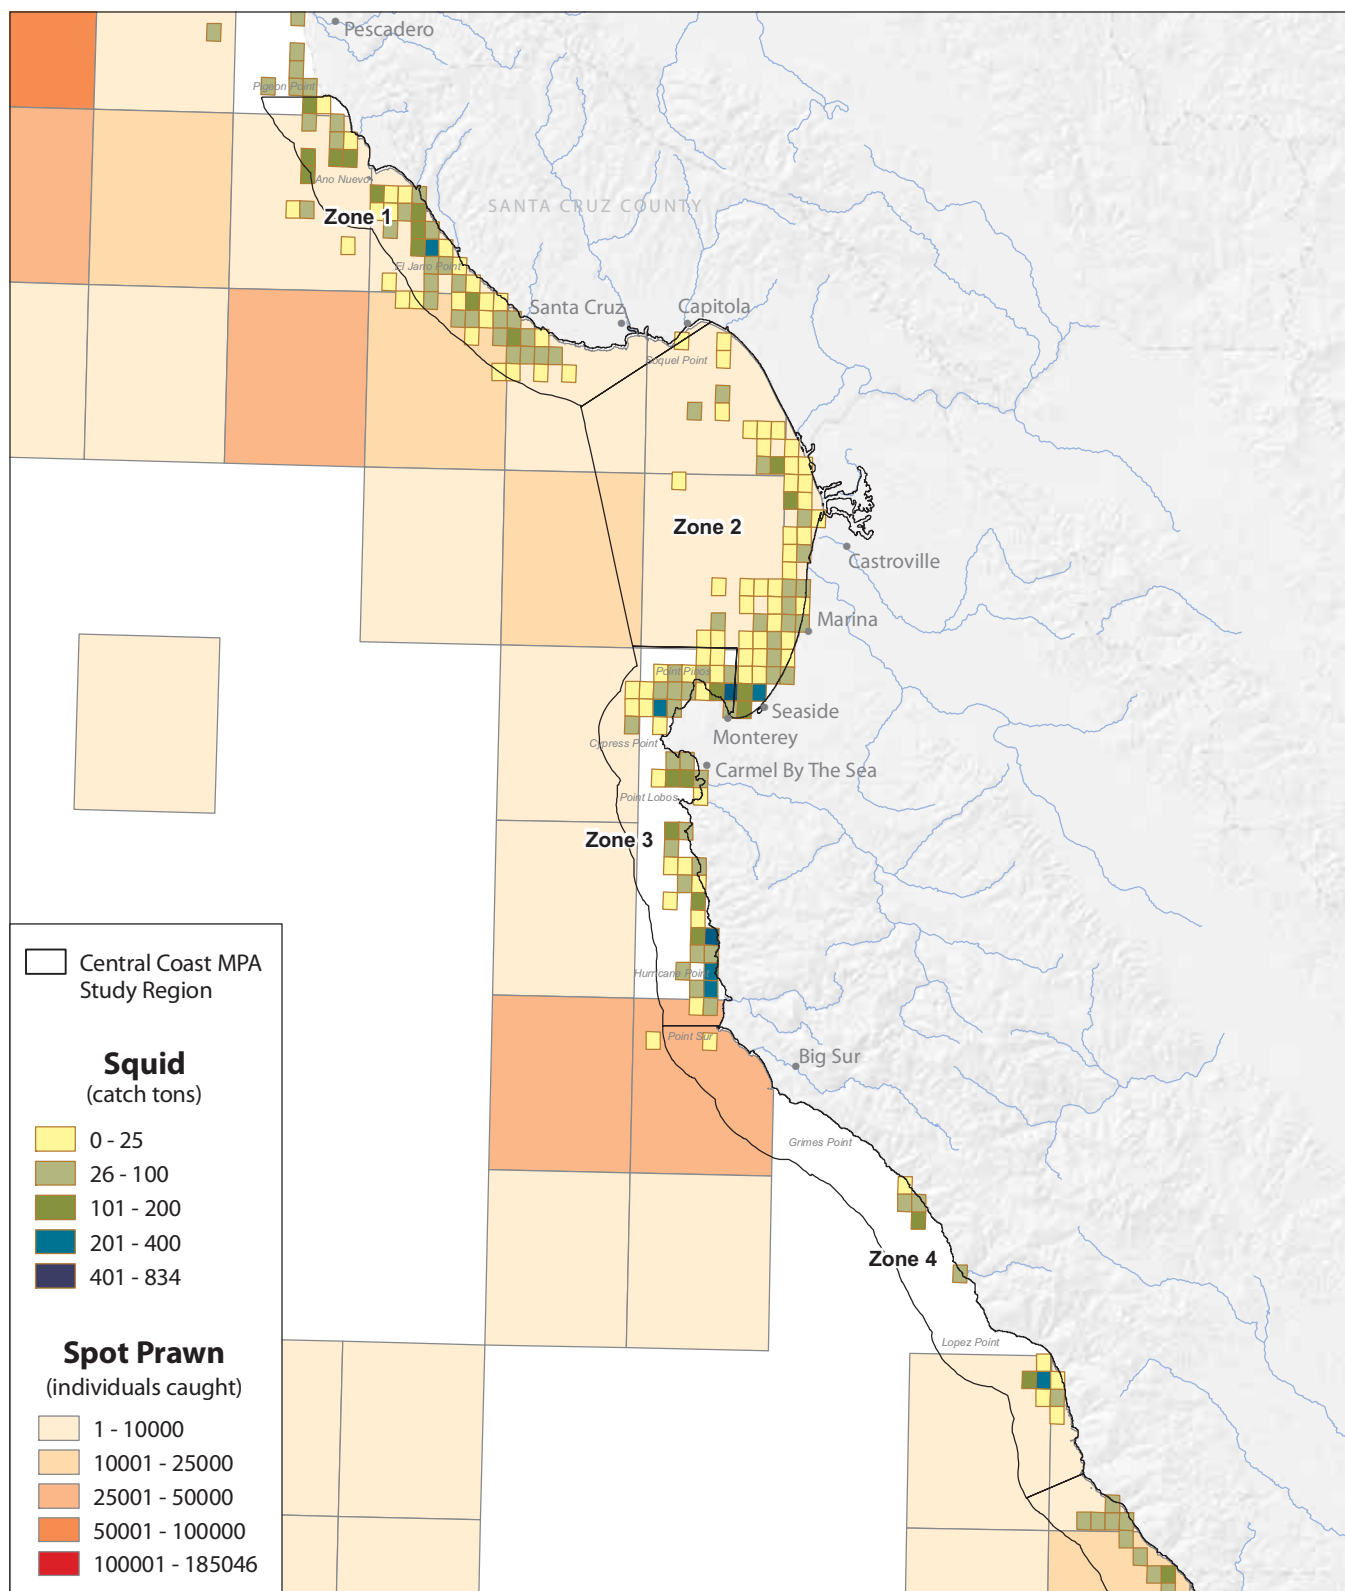 Pescadero
Pigeon Point
Ano Nuevo
SANTA CRUZ COUNTY
Zone 1
El Jarro Point
Santa Cruz
Capitola
Soquel Point
Zone 2
Castroville
Marina
Point Pinos
Seaside
Monterey
Cypress Point
Carmel By The Sea
Point Lobos
Zone 3
Hurricane Point
Point Sur
Big Sur
Grimes Point
Zone 4
Lopez Point
Central Coast MPA
Study Region
Squid
(catch tons)
0 - 25
26 - 100
101 - 200
201 - 400
401 - 834
Spot Prawn
(individuals caught)
1 - 10000
10001 - 25000
25001 - 50000
50001 - 100000
100001 - 185046